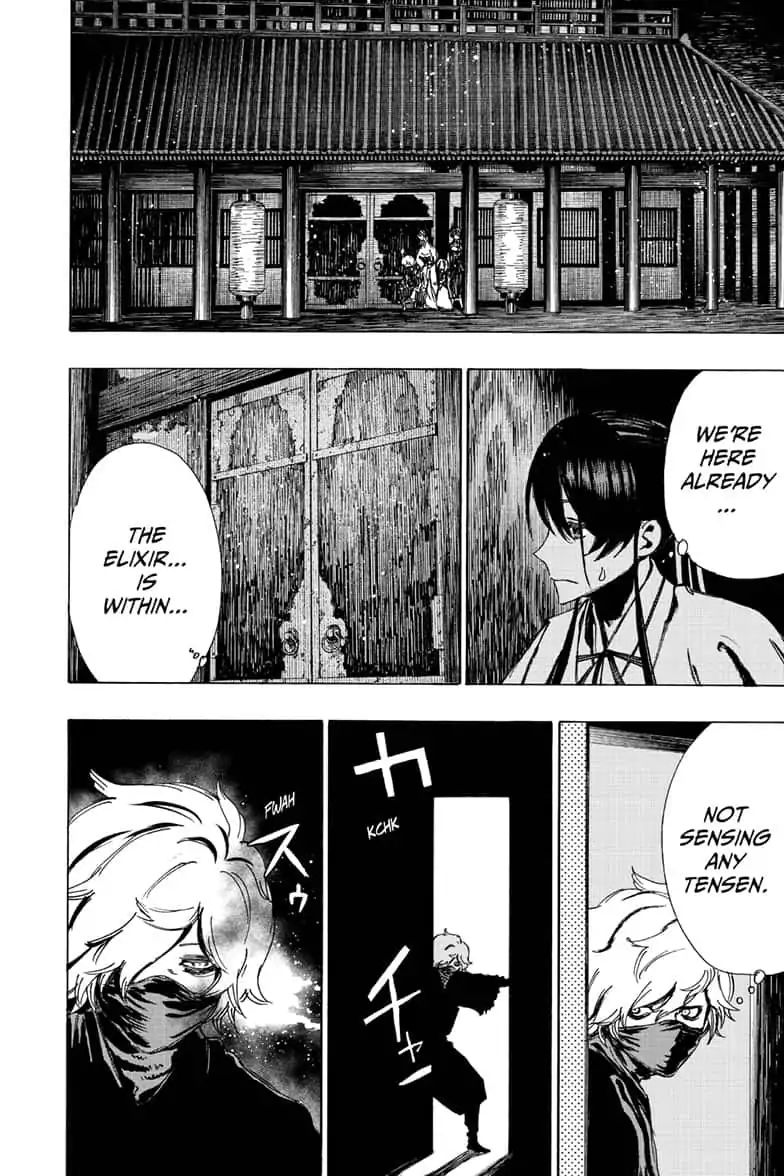 WE'RE
HERE
ALREADY
...
THE
ELIXIR...
IS
WITHIN...
NOT
SENSING
ANY
TENSEN.
カ
KCHK
チャ
FWAH
スゥ